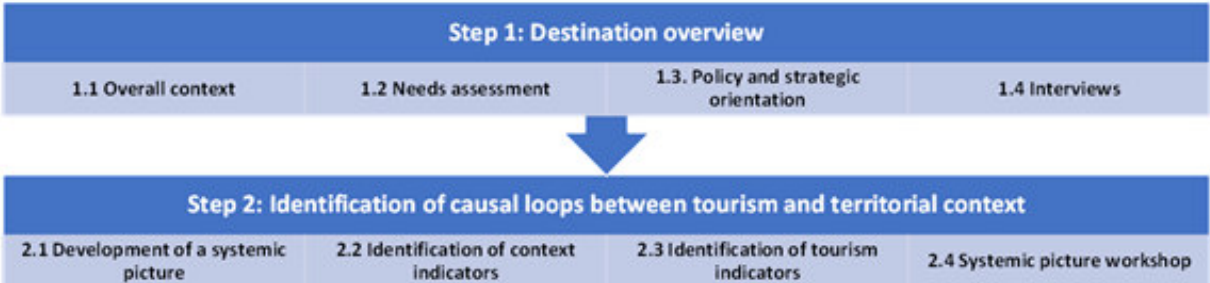 Step 1: Destination overview
1.1 Overall context
1.2 Needs assessment
1.3. Policy and strategic
orientation
1.4 Interviews
Step 2: Identification of causal loops between tourism and territorial context
2.1 Development of a systemic
picture
2.2 Identification of context
indicators
2.3 Identification of tourism
indicators
2.4 Systemic picture workshop